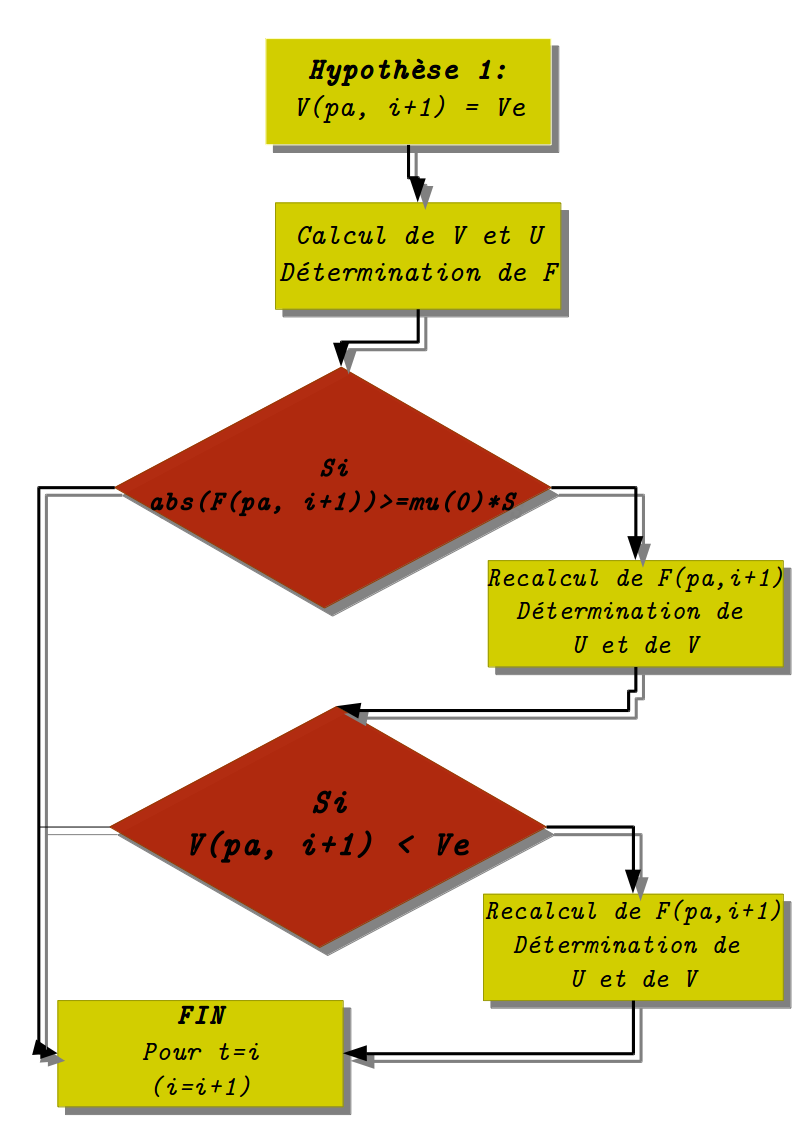 Hypothèse 1:
V(pa, i+1) = Ve
Calcul de V et U
Détermination de F
Si
abs(F(pa, i+1))>=mu(0)*S
Recalcul de F(pa,i+1)
Détermination de
U et de V
Si
V(pa, i+1) < Ve
Recalcul de F(pa,i+1)
Détermination de
U et de V
FIN
Pour t=i
(i=i+1)